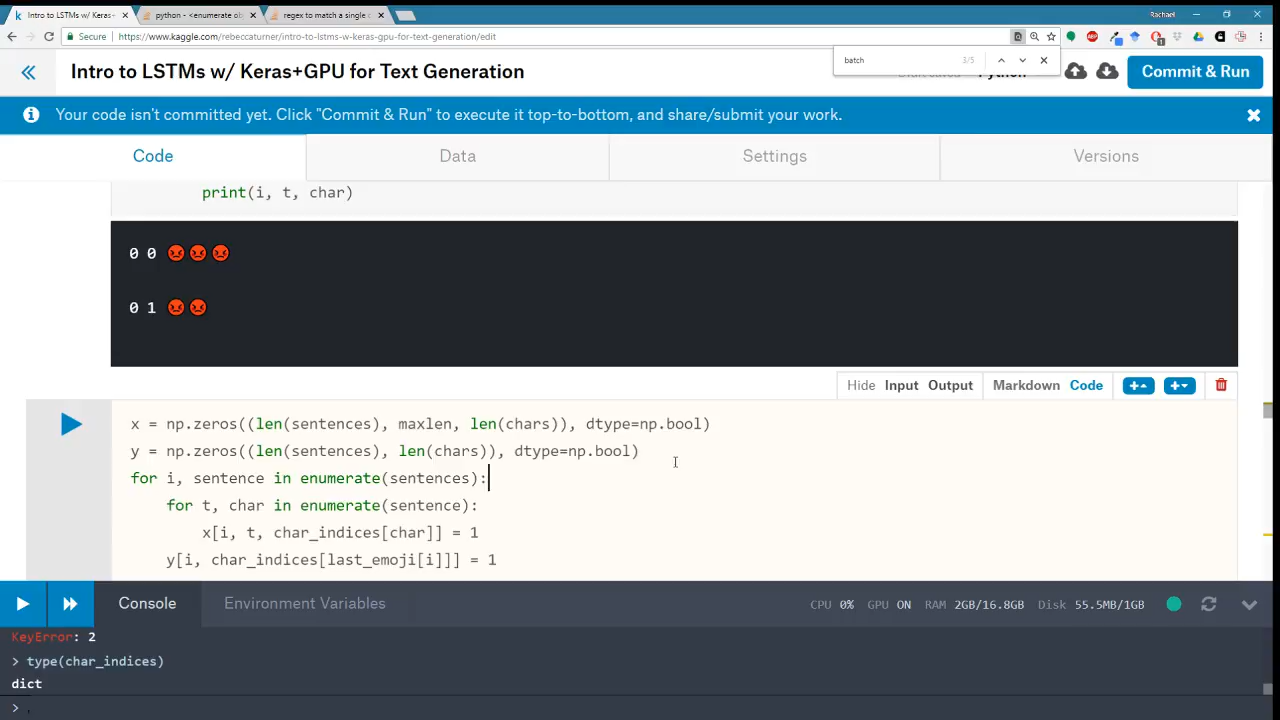 Intro to LSTMs w/ Keras+
python - <enumerate ob
regex to match a single c
Rachael
Secure https://www.kaggle.com/rebeccaturner/intro-to-lstms-w-keras-gpu-for-text-generation/edit
batch 3/5
Intro to LSTMs w/ Keras+GPU for Text Generation
Commit & Run
Your code isn't committed yet. Click "Commit & Run" to execute it top-to-bottom, and share/submit your work.
Code Data Settings Versions
print(i, t, char)
0 0 😡😡😡
0 1 😡😡
Hide Input Output Markdown Code
x = np.zeros((len(sentences), maxlen, len(chars)), dtype=np.bool)
y = np.zeros((len(sentences), len(chars)), dtype=np.bool)
for i, sentence in enumerate(sentences):
for t, char in enumerate(sentence):
x[i, t, char_indices[char]] = 1
y[i, char_indices[last_emoji[i]]] = 1
Console Environment Variables CPU 0% GPU ON RAM 2GB/16.8GB Disk 55.5MB/1GB
KeyError: 2
> type(char_indices)
dict
>